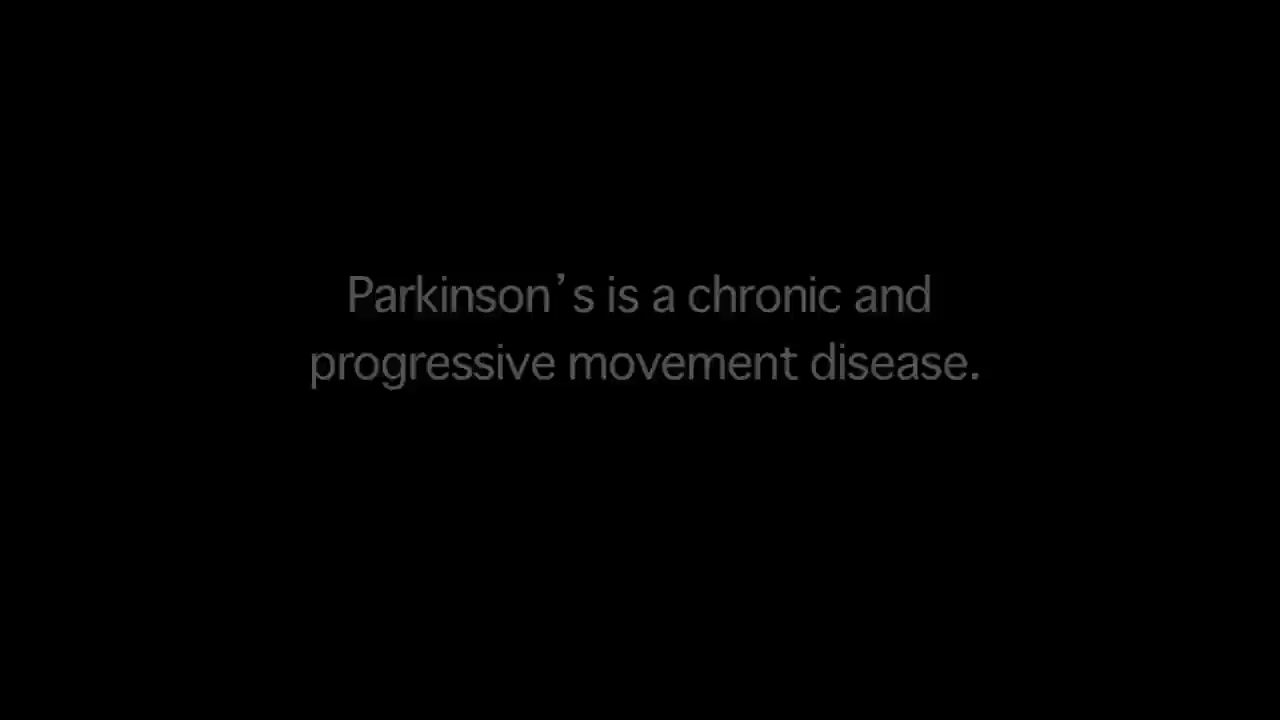 Parkinson’s is a chronic and
progressive movement disease.